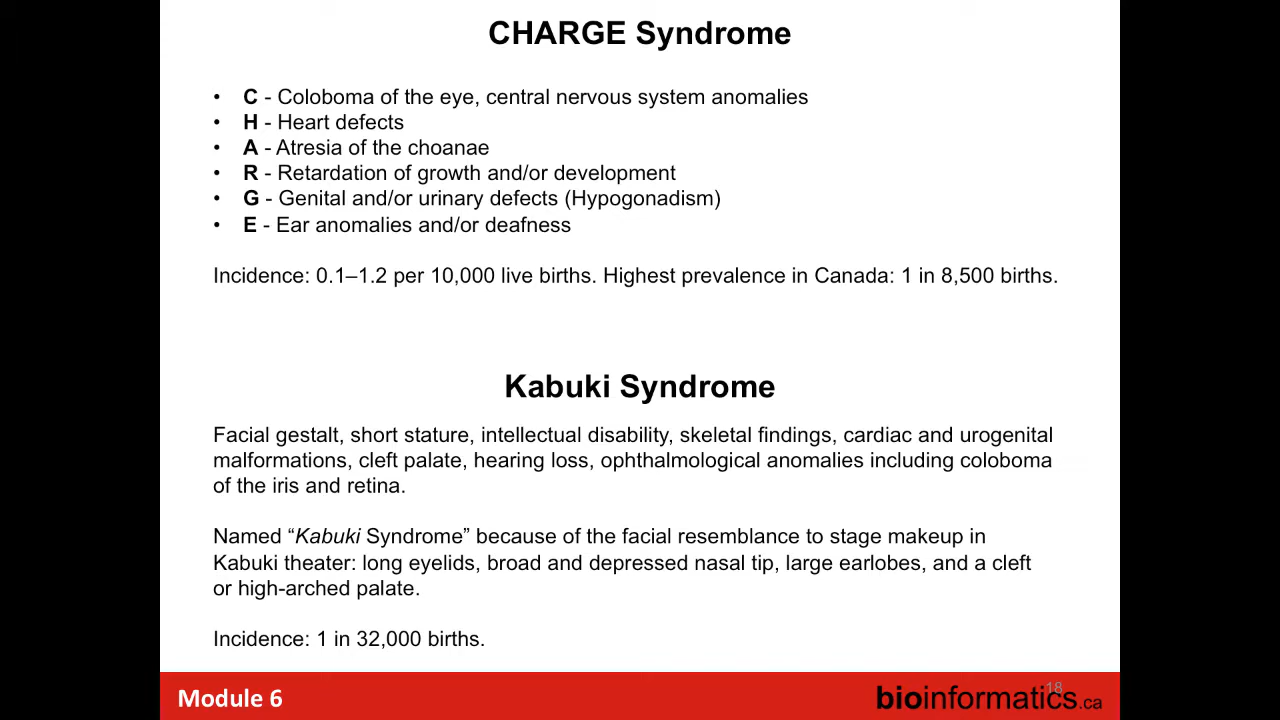 CHARGE Syndrome
• C - Coloboma of the eye, central nervous system anomalies
• H - Heart defects
• A - Atresia of the choanae
• R - Retardation of growth and/or development
• G - Genital and/or urinary defects (Hypogonadism)
• E - Ear anomalies and/or deafness
Incidence: 0.1–1.2 per 10,000 live births. Highest prevalence in Canada: 1 in 8,500 births.
Kabuki Syndrome
Facial gestalt, short stature, intellectual disability, skeletal findings, cardiac and urogenital
malformations, cleft palate, hearing loss, ophthalmological anomalies including coloboma
of the iris and retina.
Named “Kabuki Syndrome” because of the facial resemblance to stage makeup in
Kabuki theater: long eyelids, broad and depressed nasal tip, large earlobes, and a cleft
or high-arched palate.
Incidence: 1 in 32,000 births.
Module 6
18
bioinformatics.ca